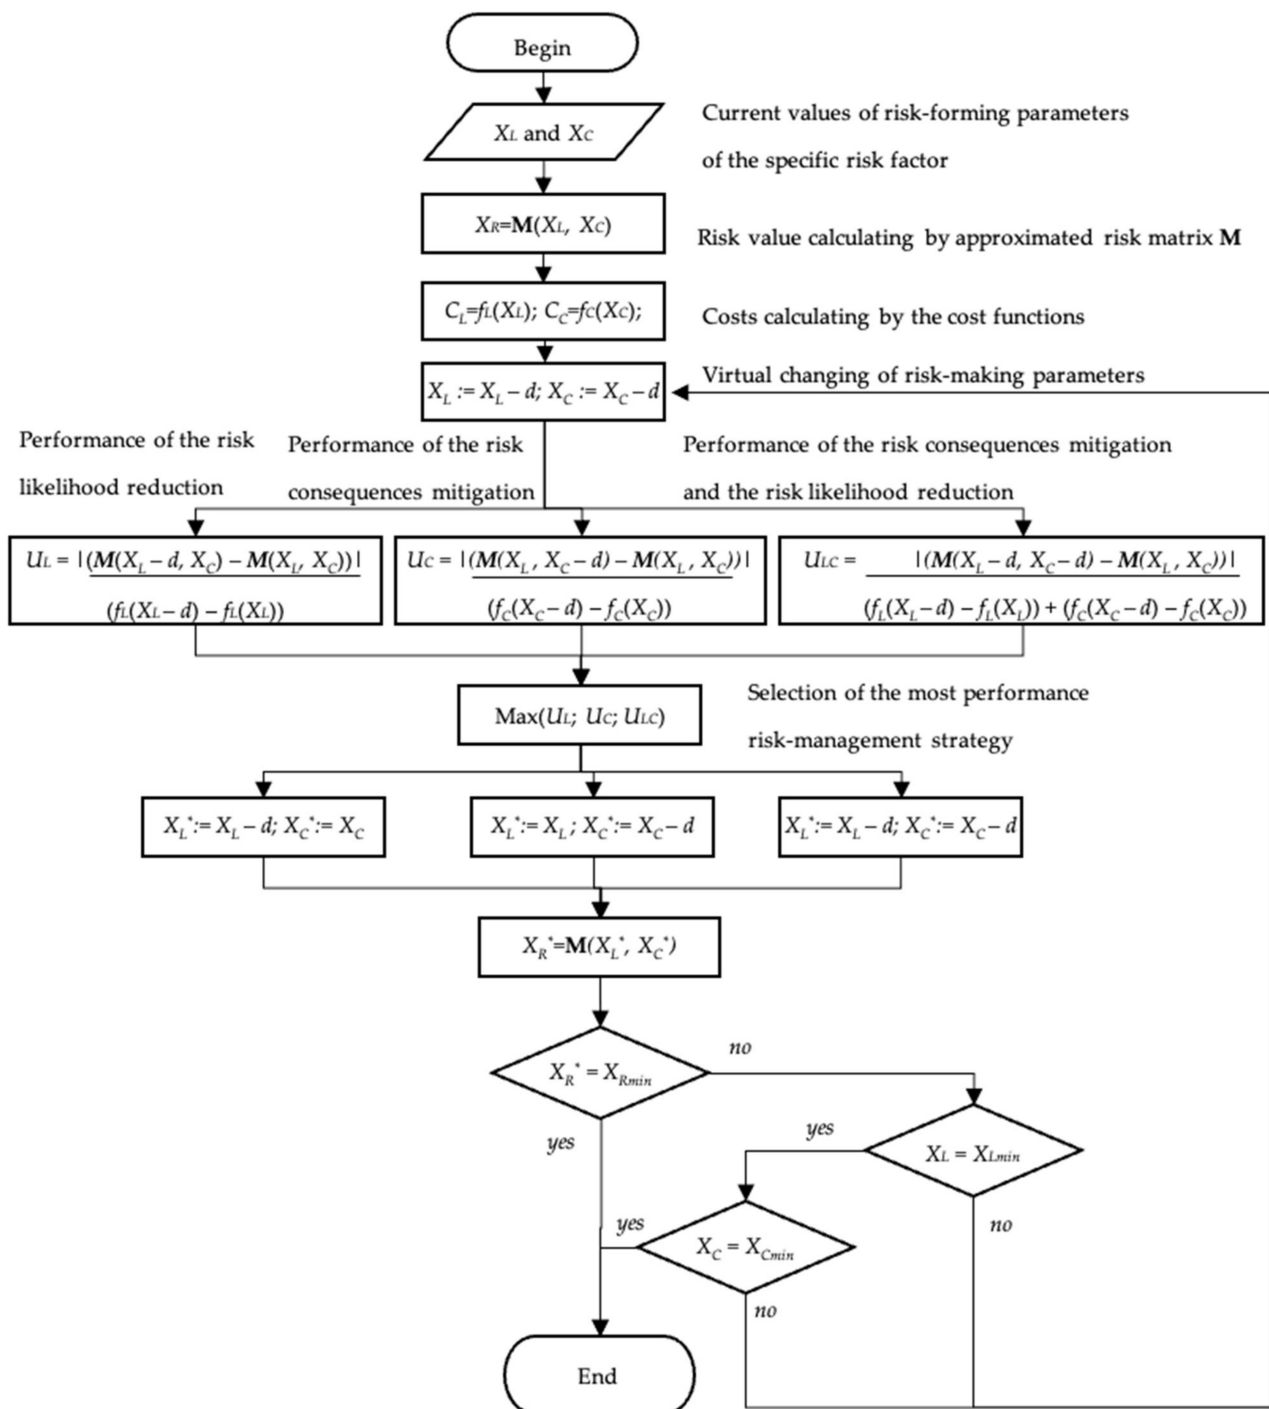 Begin
XL and XC
Current values of risk-forming parameters
of the specific risk factor
XR=M(XL, XC)
Risk value calculating by approximated risk matrix M
CL=fL(XL); CC=fC(XC);
Costs calculating by the cost functions
XL := XL – d; XC := XC – d
Virtual changing of risk-making parameters
Performance of the risk
likelihood reduction
Performance of the risk
consequences mitigation
Performance of the risk consequences mitigation
and the risk likelihood reduction
UL = |(M(XL – d, XC) – M(XL, XC))|
(fL(XL – d) – fL(XL))
UC = |(M(XL, XC – d) – M(XL, XC))|
(fC(XC – d) – fC(XC))
ULC = |(M(XL – d, XC – d) – M(XL, XC))|
(fL(XL – d) – fL(XL)) + (fC(XC – d) – fC(XC))
Max(UL; UC; ULC)
Selection of the most performance
risk-management strategy
XL*:= XL – d; XC*:= XC
XL*:= XL; XC*:= XC – d
XL*:= XL – d; XC*:= XC – d
XR*=M(XL*, XC*)
XR* = XRmin
no
yes
XL = XLmin
yes
no
XC = XCmin
yes
no
End